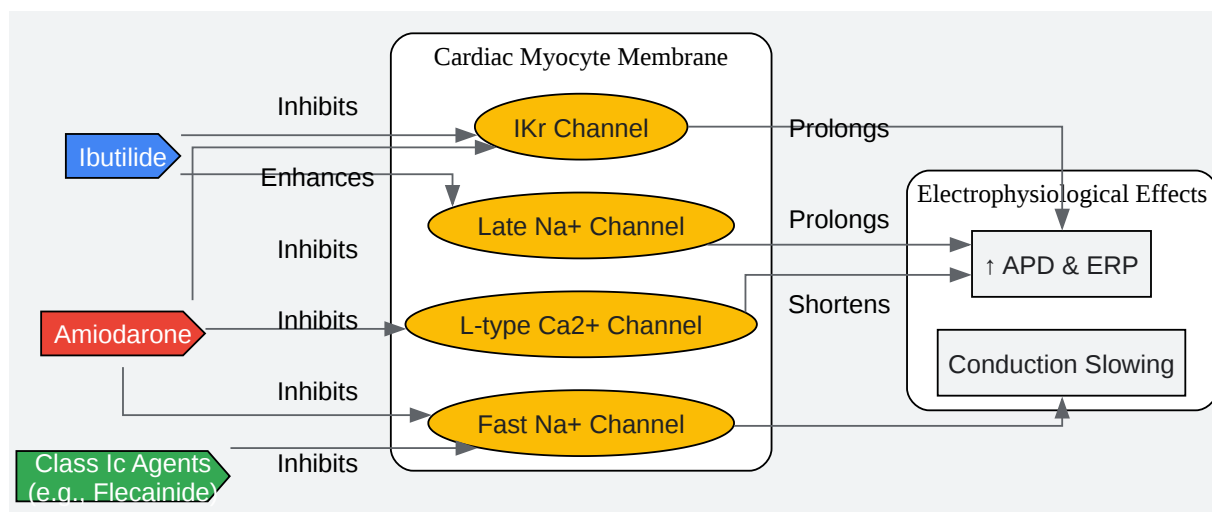 Cardiac Myocyte Membrane
Inhibits
IKr Channel
Prolongs
Ibutilide
Enhances
Electrophysiological Effects
Late Na+ Channel
Prolongs
Inhibits
↑ APD & ERP
Shortens
Inhibits
L-type Ca2+ Channel
Amiodarone
Conduction Slowing
Inhibits
Fast Na+ Channel
Class Ic Agents
(e.g., Flecainide)
Inhibits